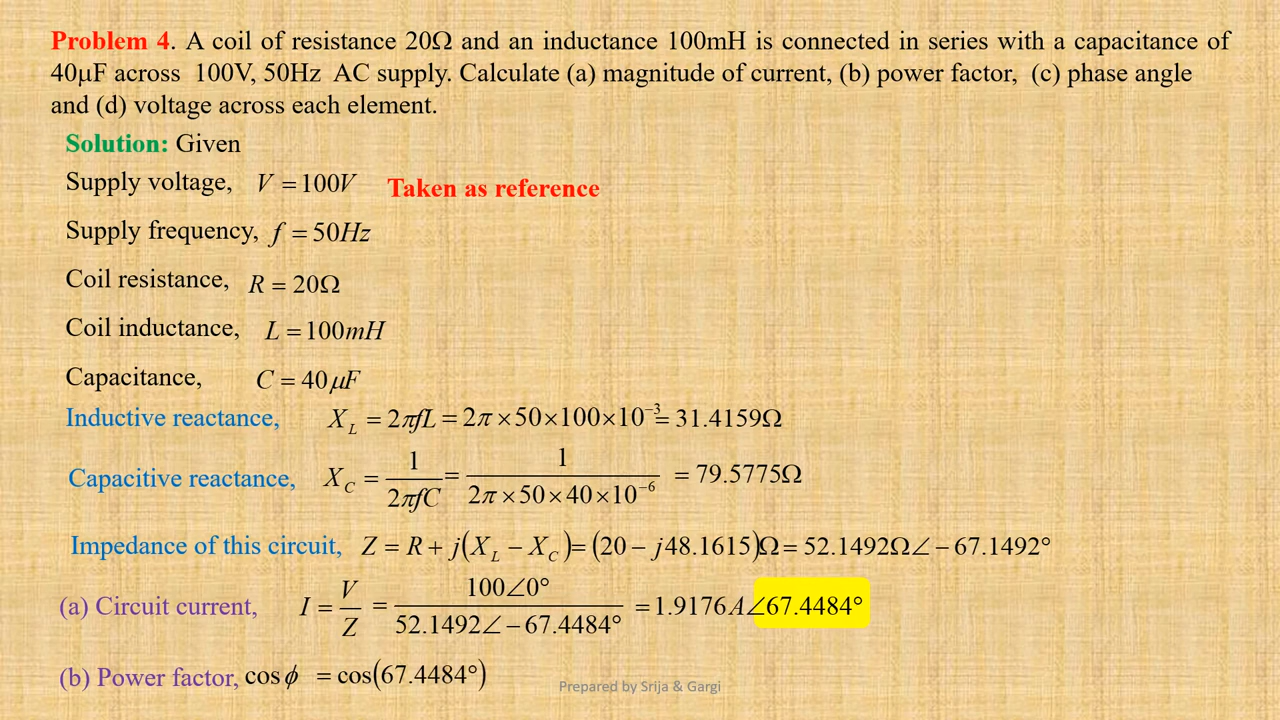 Problem 4. A coil of resistance 20Ω and an inductance 100mH is connected in series with a capacitance of
40μF across 100V, 50Hz AC supply. Calculate (a) magnitude of current, (b) power factor, (c) phase angle
and (d) voltage across each element.
Solution: Given
Supply voltage, V = 100V Taken as reference
Supply frequency, f = 50Hz
Coil resistance, R = 20Ω
Coil inductance, L = 100mH
Capacitance, C = 40μF
Inductive reactance, X_L = 2πfL = 2π×50×100×10^−3 = 31.4159Ω
Capacitive reactance, X_C = 1/(2πfC) = 1/(2π×50×40×10^−6) = 79.5775Ω
Impedance of this circuit, Z = R + j(X_L − X_C) = (20 − j48.1615)Ω = 52.1492Ω∠−67.1492°
(a) Circuit current, I = V/Z = 100∠0°/52.1492∠−67.4484° = 1.9176A∠67.4484°
(b) Power factor, cosϕ = cos(67.4484°)
Prepared by Srija & Gargi